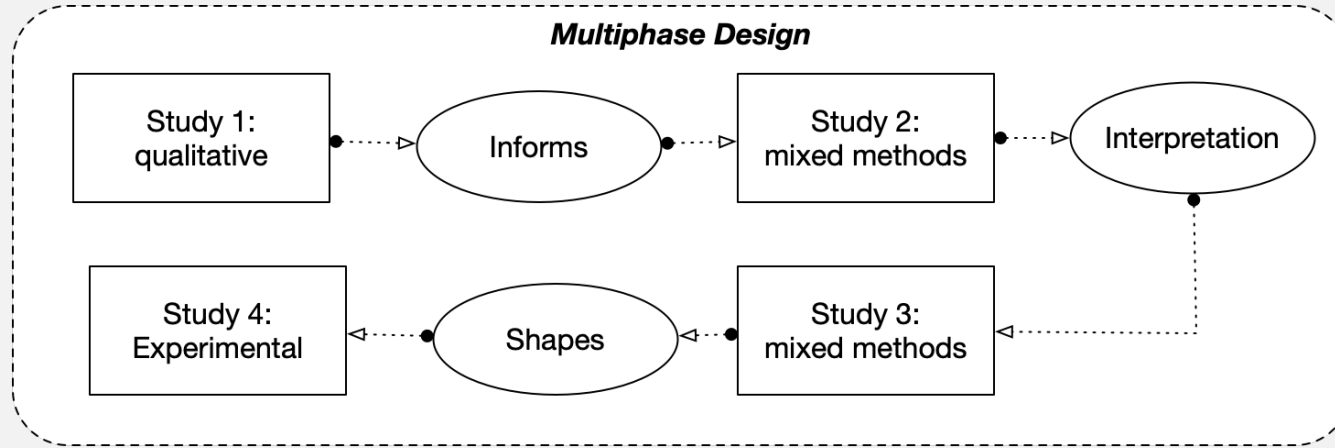 Multiphase Design
Study 1:
qualitative
Informs
Study 2:
mixed methods
Interpretation
Study 4:
Experimental
Shapes
Study 3:
mixed methods